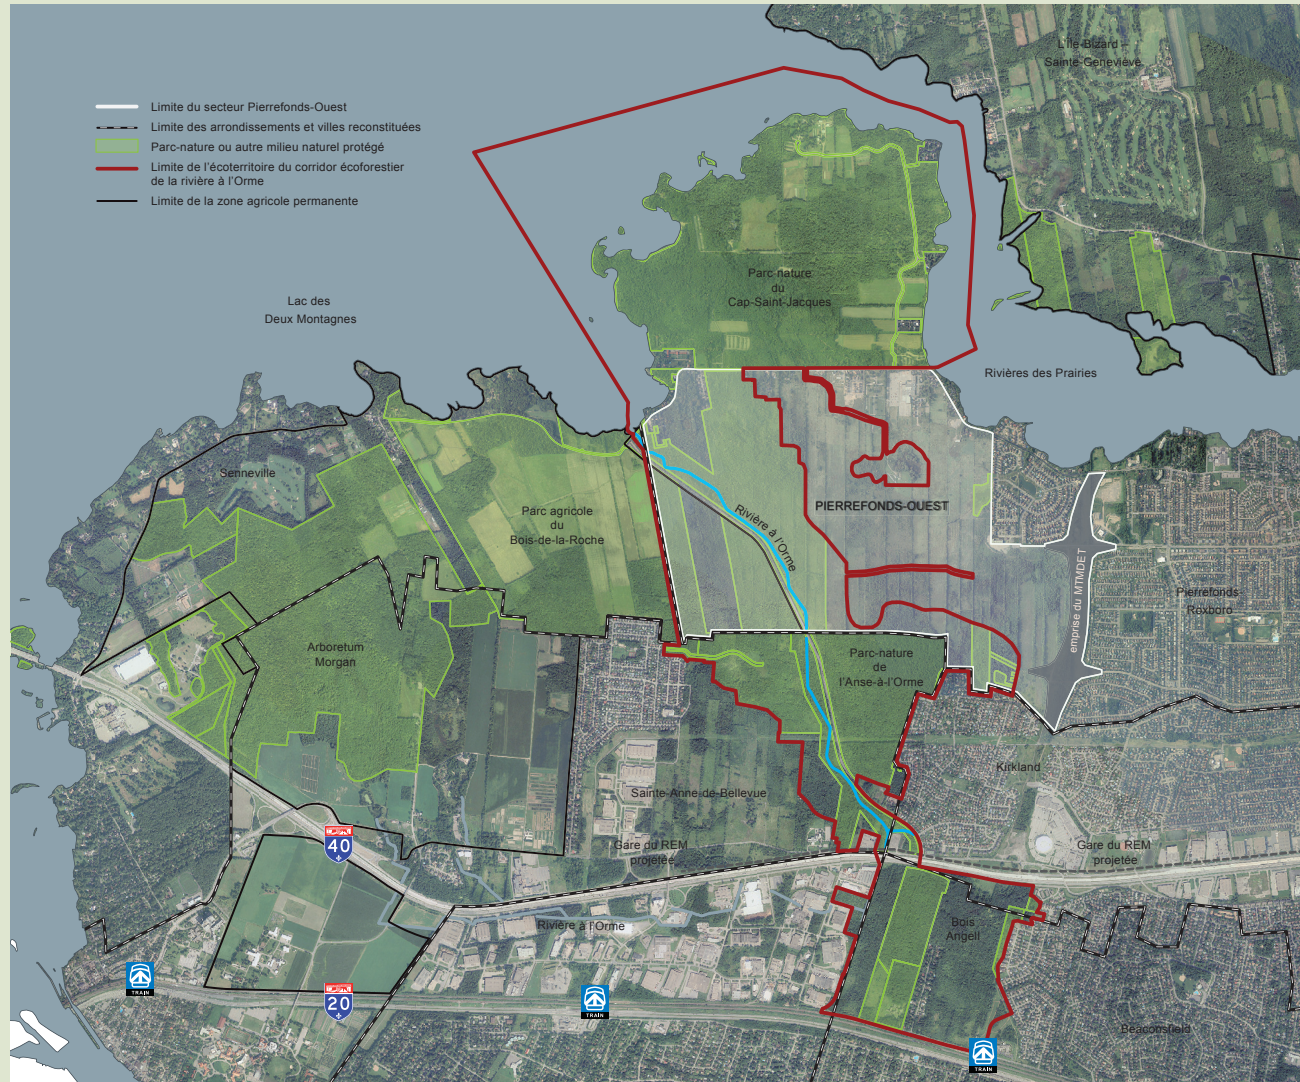 L'Île-Bizard –
Sainte-Geneviève
Limite du secteur Pierrefonds-Ouest
Limite des arrondissements et villes reconstituées
Parc-nature ou autre milieu naturel protégé
Limite de l'écoterritoire du corridor écoforestier
de la rivière à l'Orme
Limite de la zone agricole permanente
Parc-nature
du
Cap-Saint-Jacques
Lac des
Deux Montagnes
Rivières des Prairies
Senneville
Parc agricole
du
Bois-de-la-Roche
Rivière à l'Orme
PIERREFONDS-OUEST
emprise du MTMDET
Pierrefonds-
Roxboro
Arboretum
Morgan
Parc-nature
de
l'Anse-à-l'Orme
Kirkland
Sainte-Anne-de-Bellevue
40
Gare du REM
projetée
Gare du REM
projetée
Rivière à l'Orme
Bois
Angell
TRAIN
20
TRAIN
Beaconsfield
TRAIN